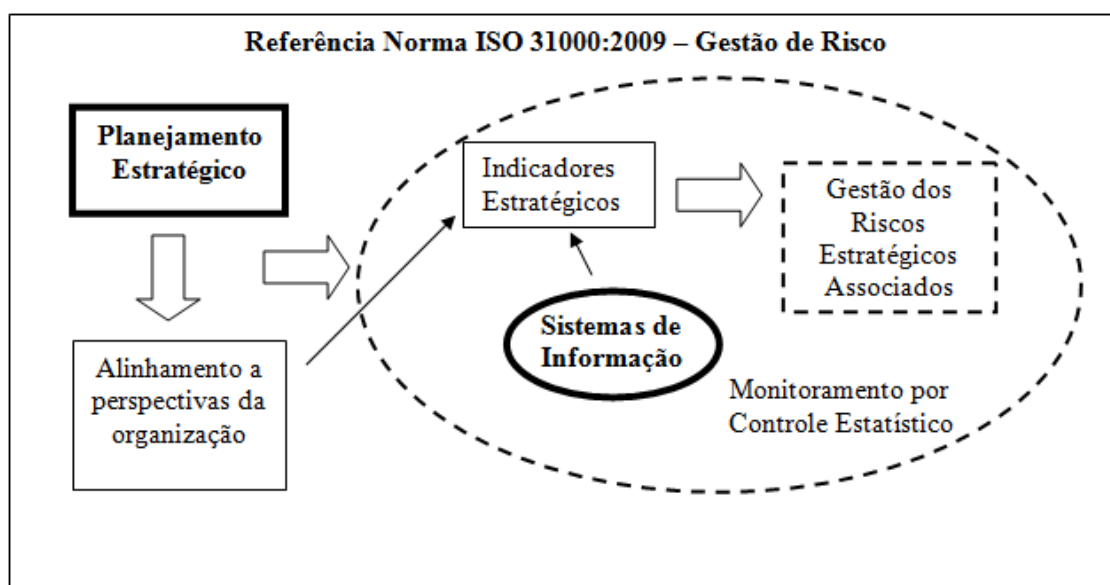 Referência Norma ISO 31000:2009 – Gestão de Risco
Planejamento
Estratégico
Alinhamento a
perspectivas da
organização
Indicadores
Estratégicos
Sistemas de
Informação
Gestão dos
Riscos
Estratégicos
Associados
Monitoramento por
Controle Estatístico